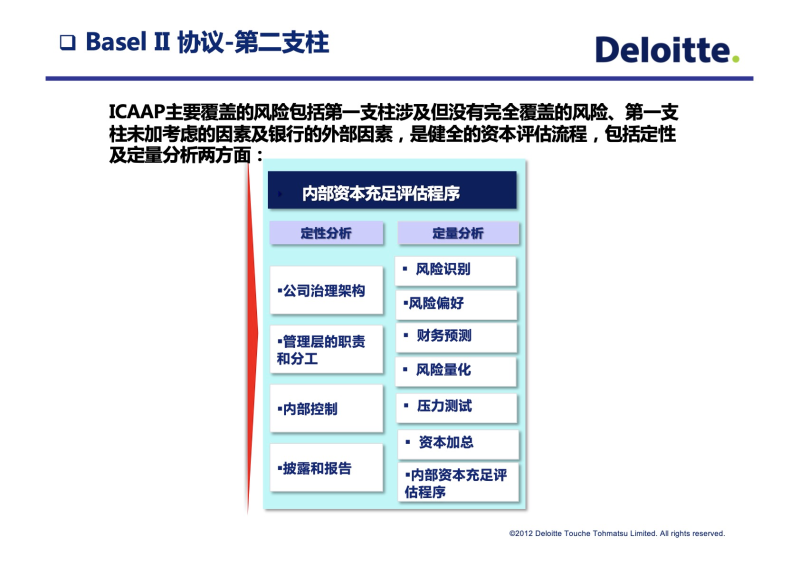 ❑ Basel II 协议-第二支柱
Deloitte.
ICAAP主要覆盖的风险包括第一支柱涉及但没有完全覆盖的风险、第一支
柱未加考虑的因素及银行的外部因素，是健全的资本评估流程，包括定性
及定量分析两方面：
内部资本充足评估程序
定性分析
定量分析
▪公司治理架构
▪管理层的职责
和分工
▪内部控制
▪披露和报告
▪ 风险识别
▪风险偏好
▪ 财务预测
▪ 风险量化
▪ 压力测试
▪ 资本加总
▪内部资本充足评
估程序
©2012 Deloitte Touche Tohmatsu Limited. All rights reserved.